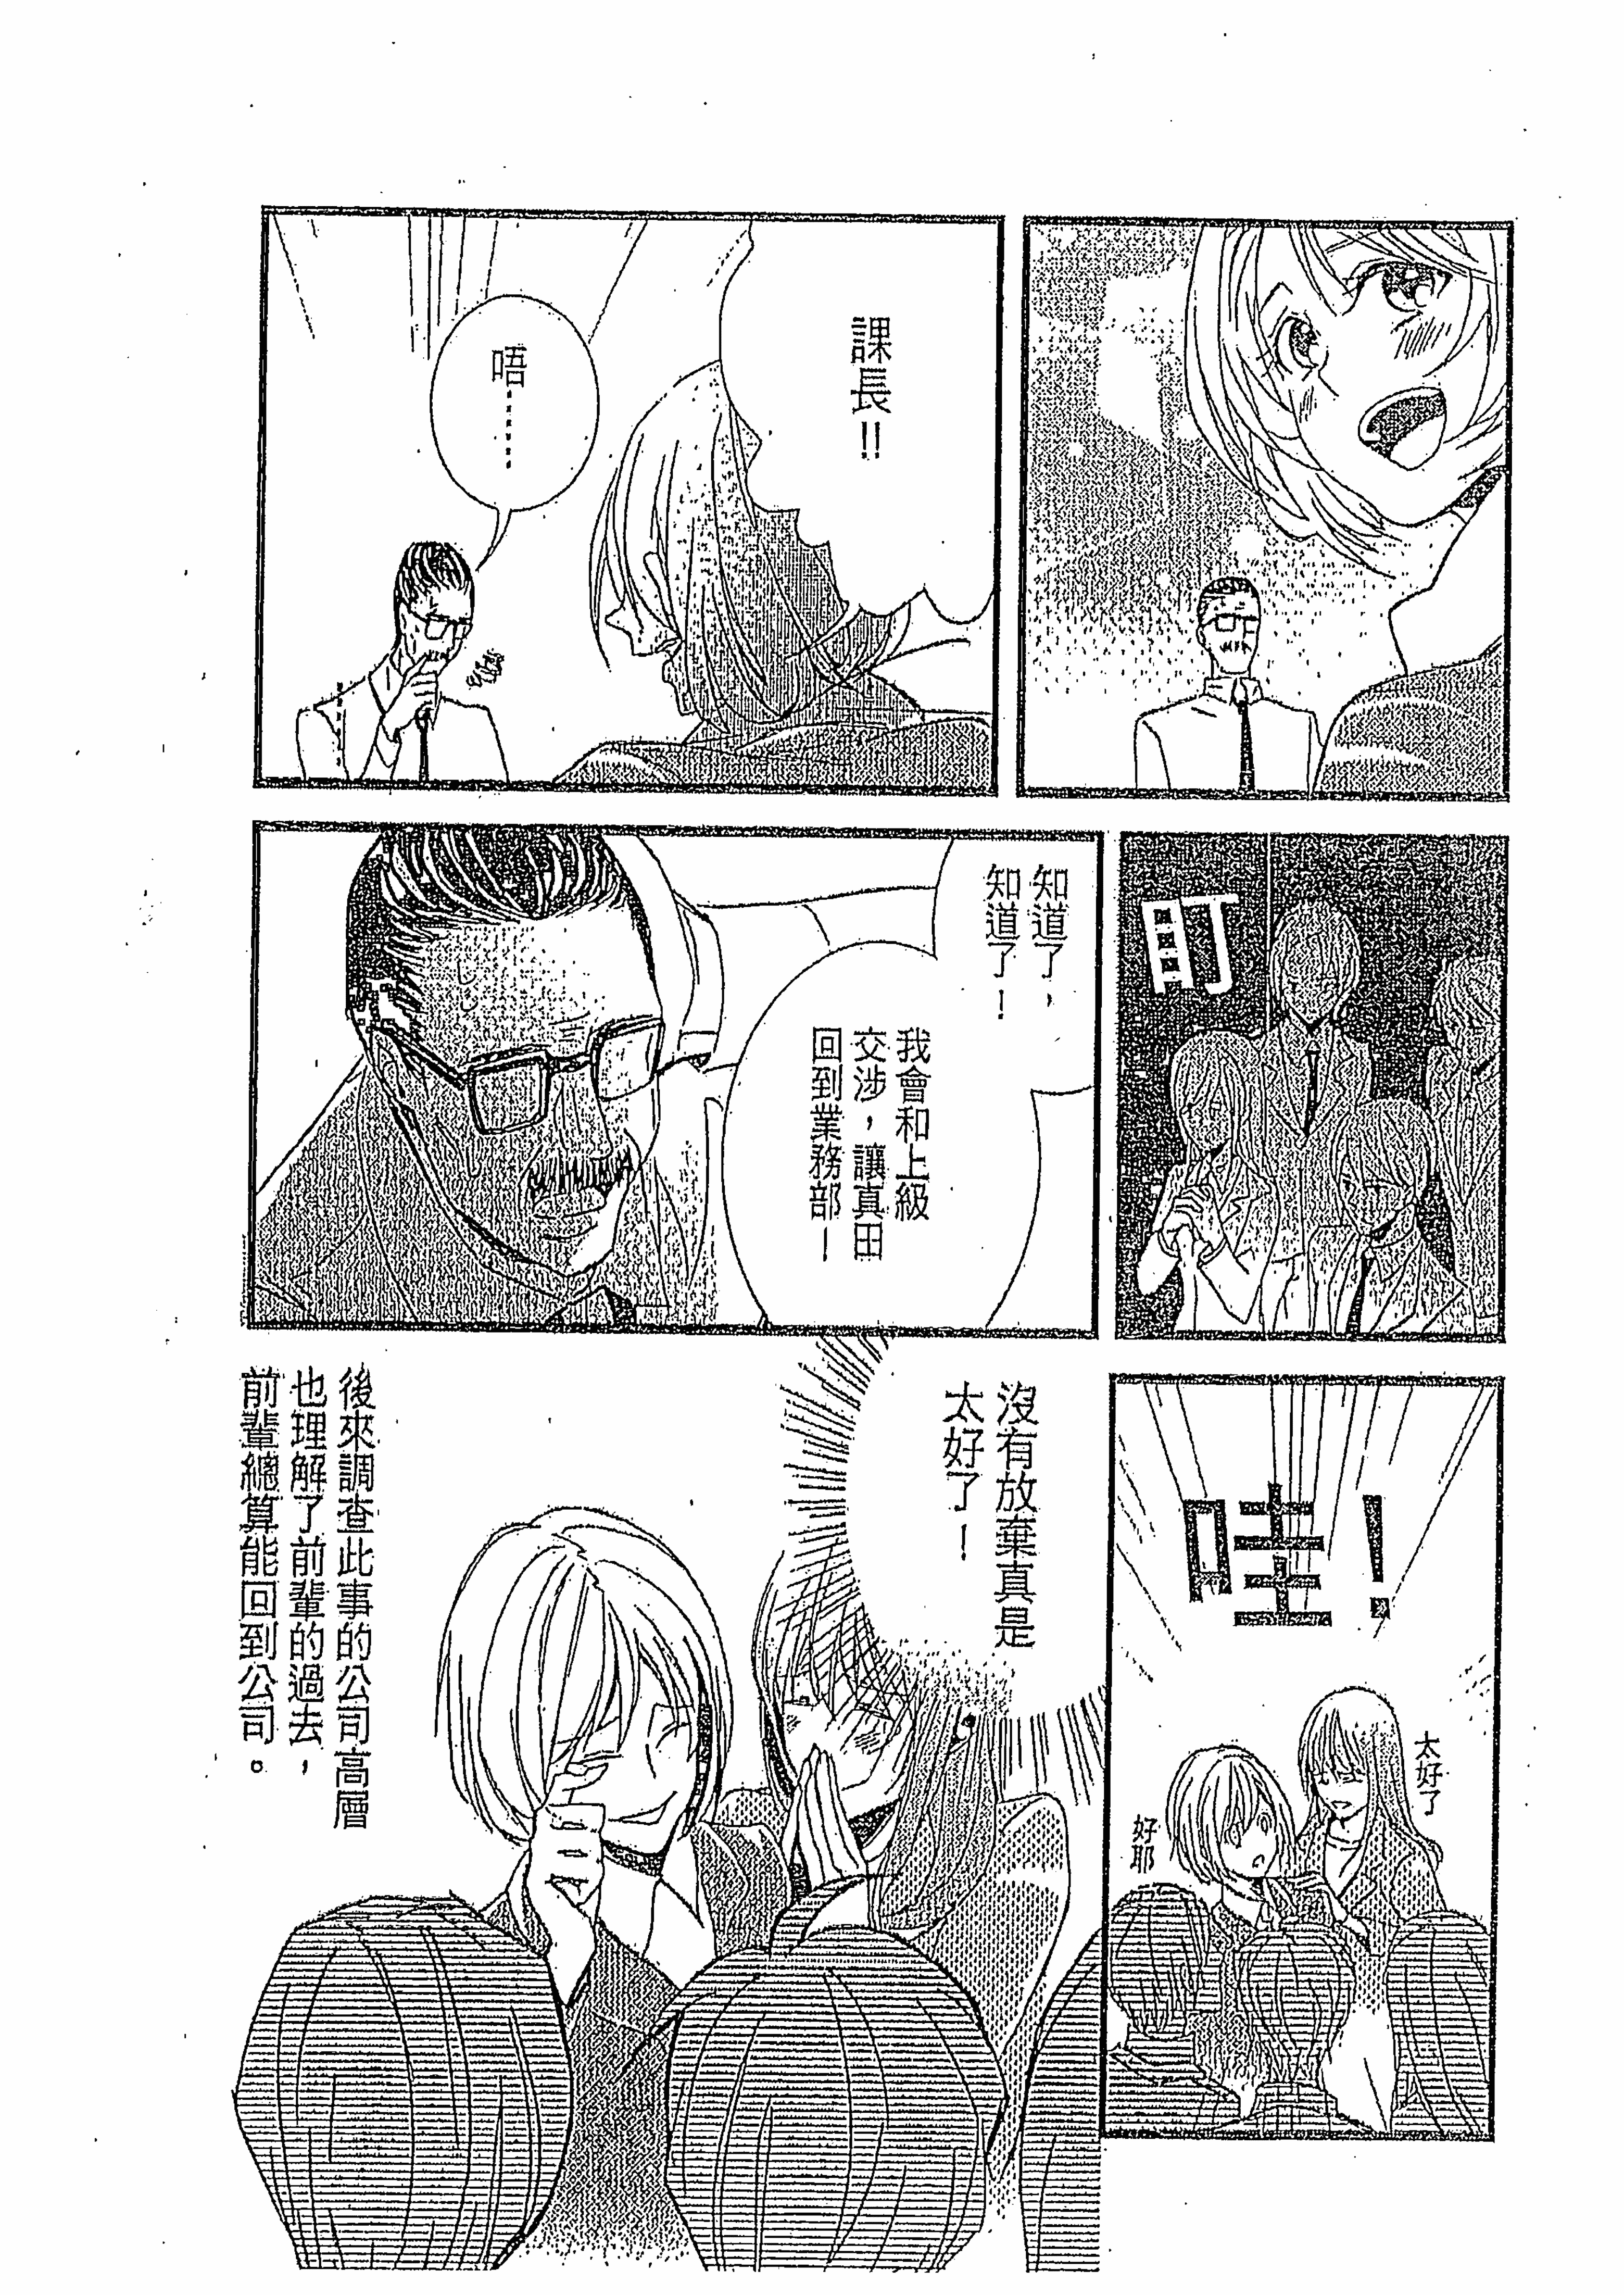 課長!!
唔………
盯
知道了，
知道了！
我會和上級
交涉，讓真田
回到業務部—
哇！
太好了
好耶
沒有放棄真是
太好了！
後來調查此事的公司高層
也理解了前輩的過去，
前輩總算能回到公司。